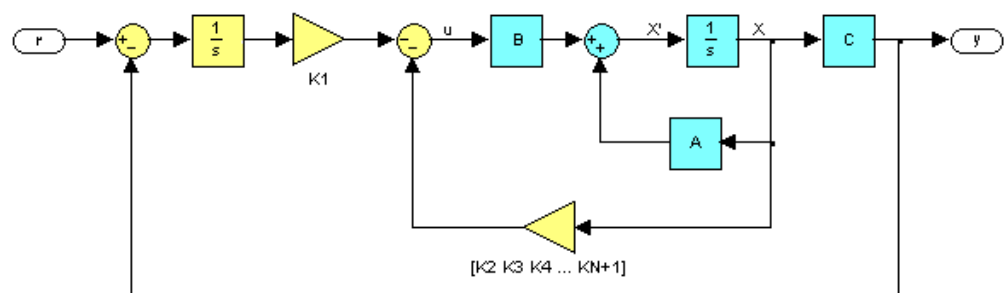 r
+
−
1
s
K1
−
−
u
B
+
+
X'
1
s
X
C
y
A
[K2 K3 K4 ... KN+1]